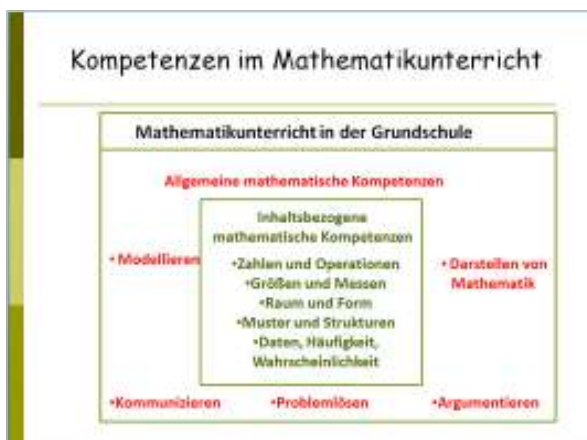 Kompetenzen im Mathematikunterricht
Mathematikunterricht in der Grundschule
Allgemeine mathematische Kompetenzen
Inhaltsbezogene
mathematische Kompetenzen
•Zahlen und Operationen
•Größen und Messen
•Raum und Form
•Muster und Strukturen
•Daten, Häufigkeit,
Wahrscheinlichkeit
• Modellieren
• Darstellen von
Mathematik
•Kommunizieren
•Problemlösen
•Argumentieren